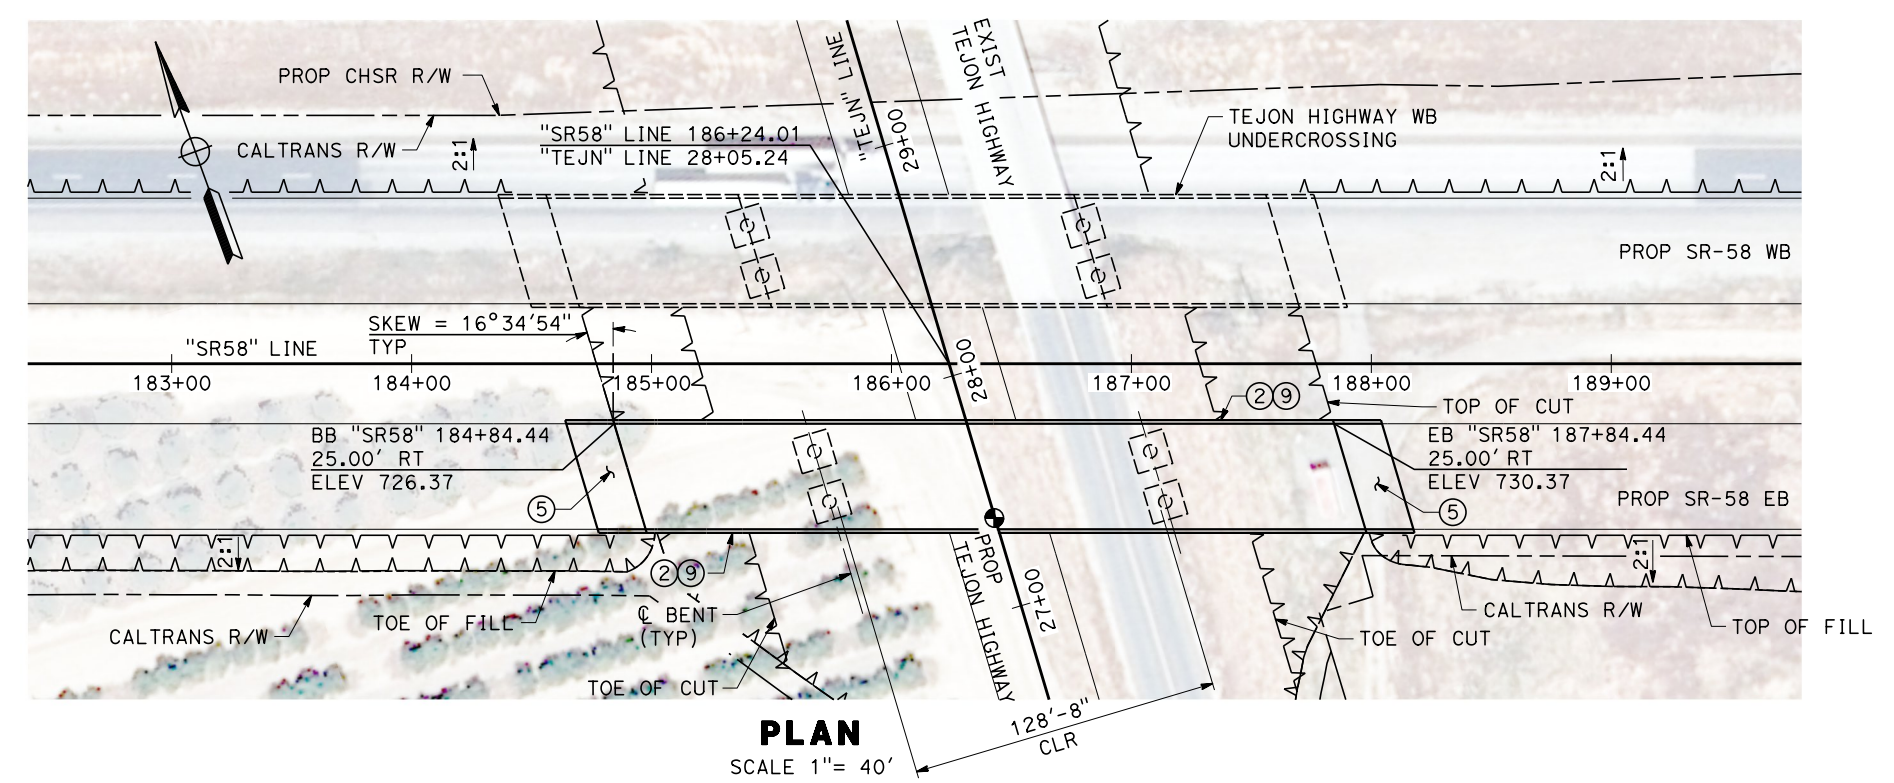 PROP CHSR R/W
CALTRANS R/W
2:1
"SR58" LINE 186+24.01
"TEJN" LINE 28+05.24
"TEJN" LINE
29+00
EXIST
TEJON HIGHWAY
TEJON HIGHWAY WB
UNDERCROSSING
2:1
PROP SR-58 WB
SKEW = 16°34'54"
TYP
"SR58" LINE
183+00
184+00
185+00
186+00
28+00
187+00
188+00
189+00
2 9
TOP OF CUT
BB "SR58" 184+84.44
25.00' RT
ELEV 726.37
EB "SR58" 187+84.44
25.00' RT
ELEV 730.37
PROP SR-58 EB
5
5
2:1
2 9
PROP
TEJON HIGHWAY
27+00
2:1
CALTRANS R/W
TOE OF FILL
℄ BENT
(TYP)
TOE OF CUT
CALTRANS R/W
TOE OF CUT
TOP OF FILL
128'-8"
CLR
PLAN
SCALE 1"= 40'